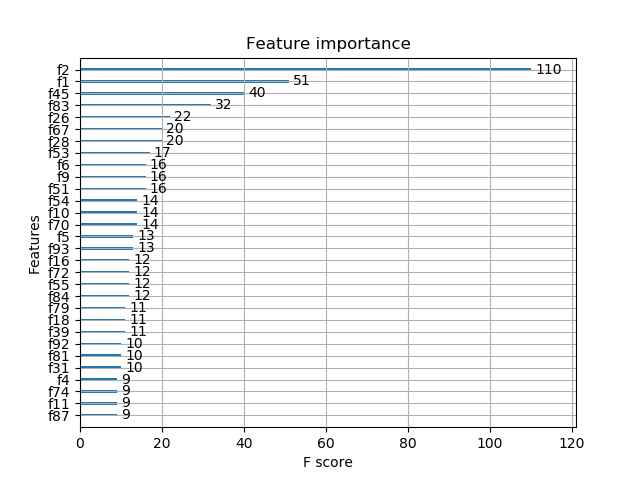 Feature importance
f2 110
f1 51
f45 40
f83 32
f26 22
f67 20
f28 20
f53 17
f6 16
f9 16
f51 16
f54 14
f10 14
f70 14
f5 13
f93 13
f16 12
f72 12
f55 12
f84 12
f79 11
f18 11
f39 11
f92 10
f81 10
f31 10
f4 9
f74 9
f11 9
f87 9
Features
0 20 40 60 80 100 120
F score